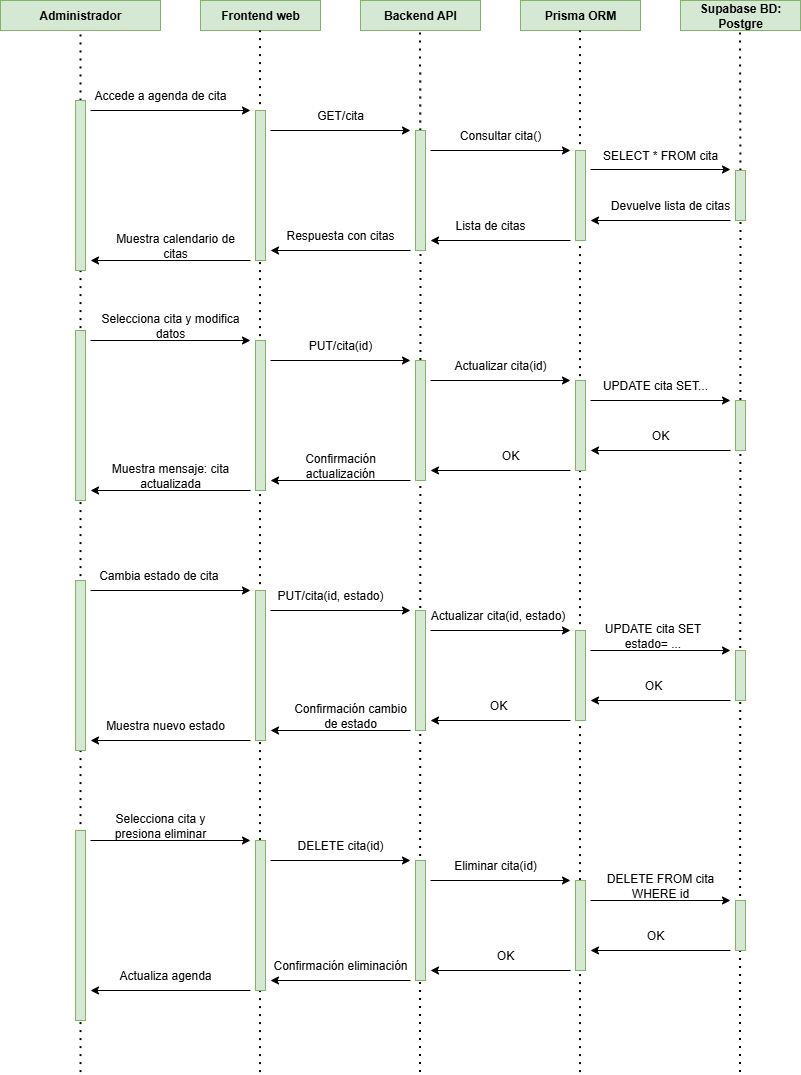 Administrador
Frontend web
Backend API
Prisma ORM
Supabase BD:
Postgre
Accede a agenda de cita
GET/cita
Consultar cita()
SELECT * FROM cita
Devuelve lista de citas
Lista de citas
Respuesta con citas
Muestra calendario de
citas
Selecciona cita y modifica
datos
PUT/cita(id)
Actualizar cita(id)
UPDATE cita SET...
OK
OK
Confirmación
actualización
Muestra mensaje: cita
actualizada
Cambia estado de cita
PUT/cita(id, estado)
Actualizar cita(id, estado)
UPDATE cita SET
estado= ...
OK
OK
Confirmación cambio
de estado
Muestra nuevo estado
Selecciona cita y
presiona eliminar
DELETE cita(id)
Eliminar cita(id)
DELETE FROM cita
WHERE id
OK
OK
Confirmación eliminación
Actualiza agenda